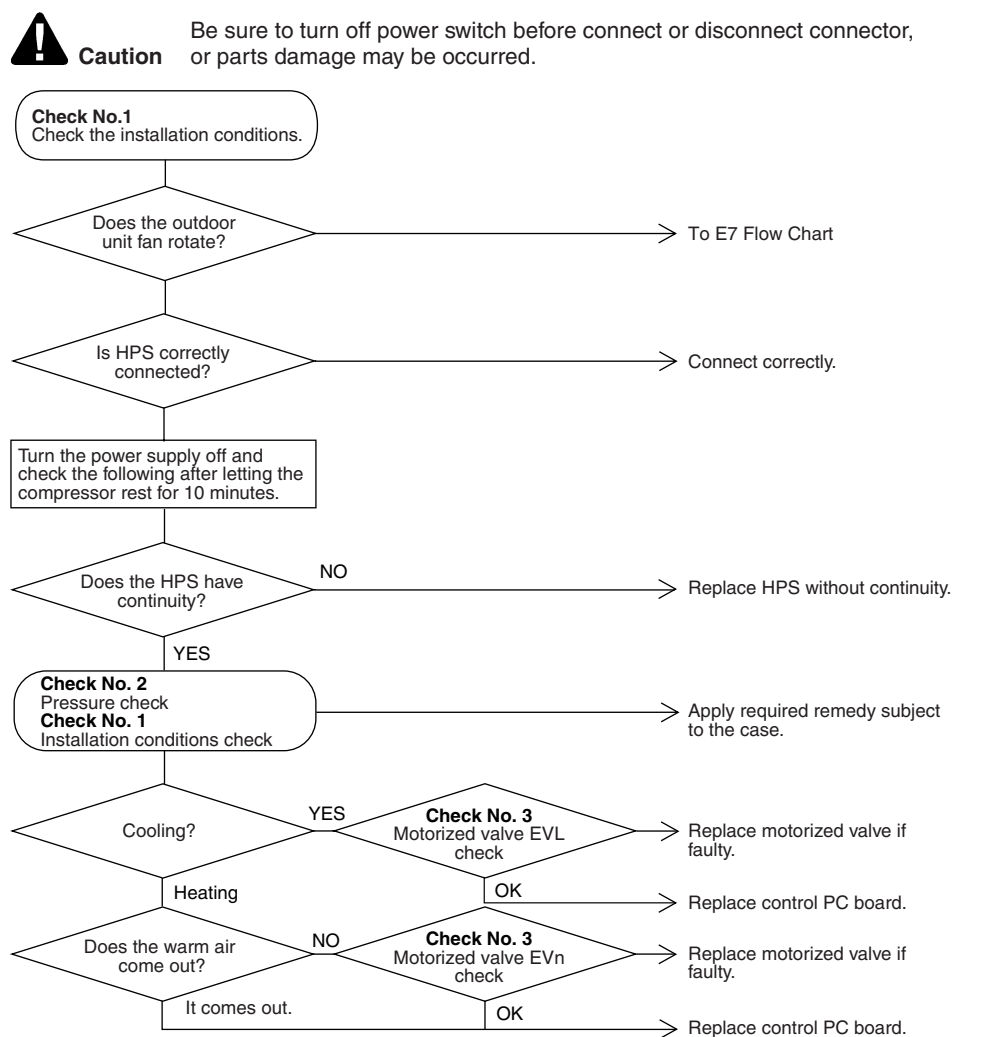 Be sure to turn off power switch before connect or disconnect connector,
Caution
or parts damage may be occurred.
Check No.1
Check the installation conditions.
Does the outdoor
unit fan rotate?
To E7 Flow Chart
Is HPS correctly
connected?
Connect correctly.
Turn the power supply off and
check the following after letting the
compressor rest for 10 minutes.
Does the HPS have
continuity?
NO
Replace HPS without continuity.
YES
Check No. 2
Pressure check
Check No. 1
Installation conditions check
Apply required remedy subject
to the case.
Cooling?
YES
Check No. 3
Motorized valve EVL
check
Replace motorized valve if
faulty.
OK
Replace control PC board.
Heating
Does the warm air
come out?
NO
Check No. 3
Motorized valve EVn
check
Replace motorized valve if
faulty.
It comes out.
OK
Replace control PC board.